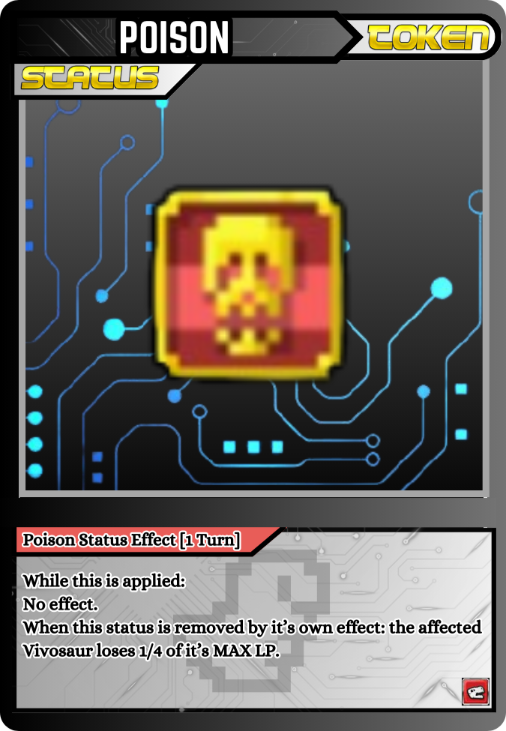 POISON
TOKEN
STATUS
Poison Status Effect [1 Turn]
While this is applied:
No effect.
When this status is removed by it's own effect: the affected
Vivosaur loses 1/4 of it's MAX LP.